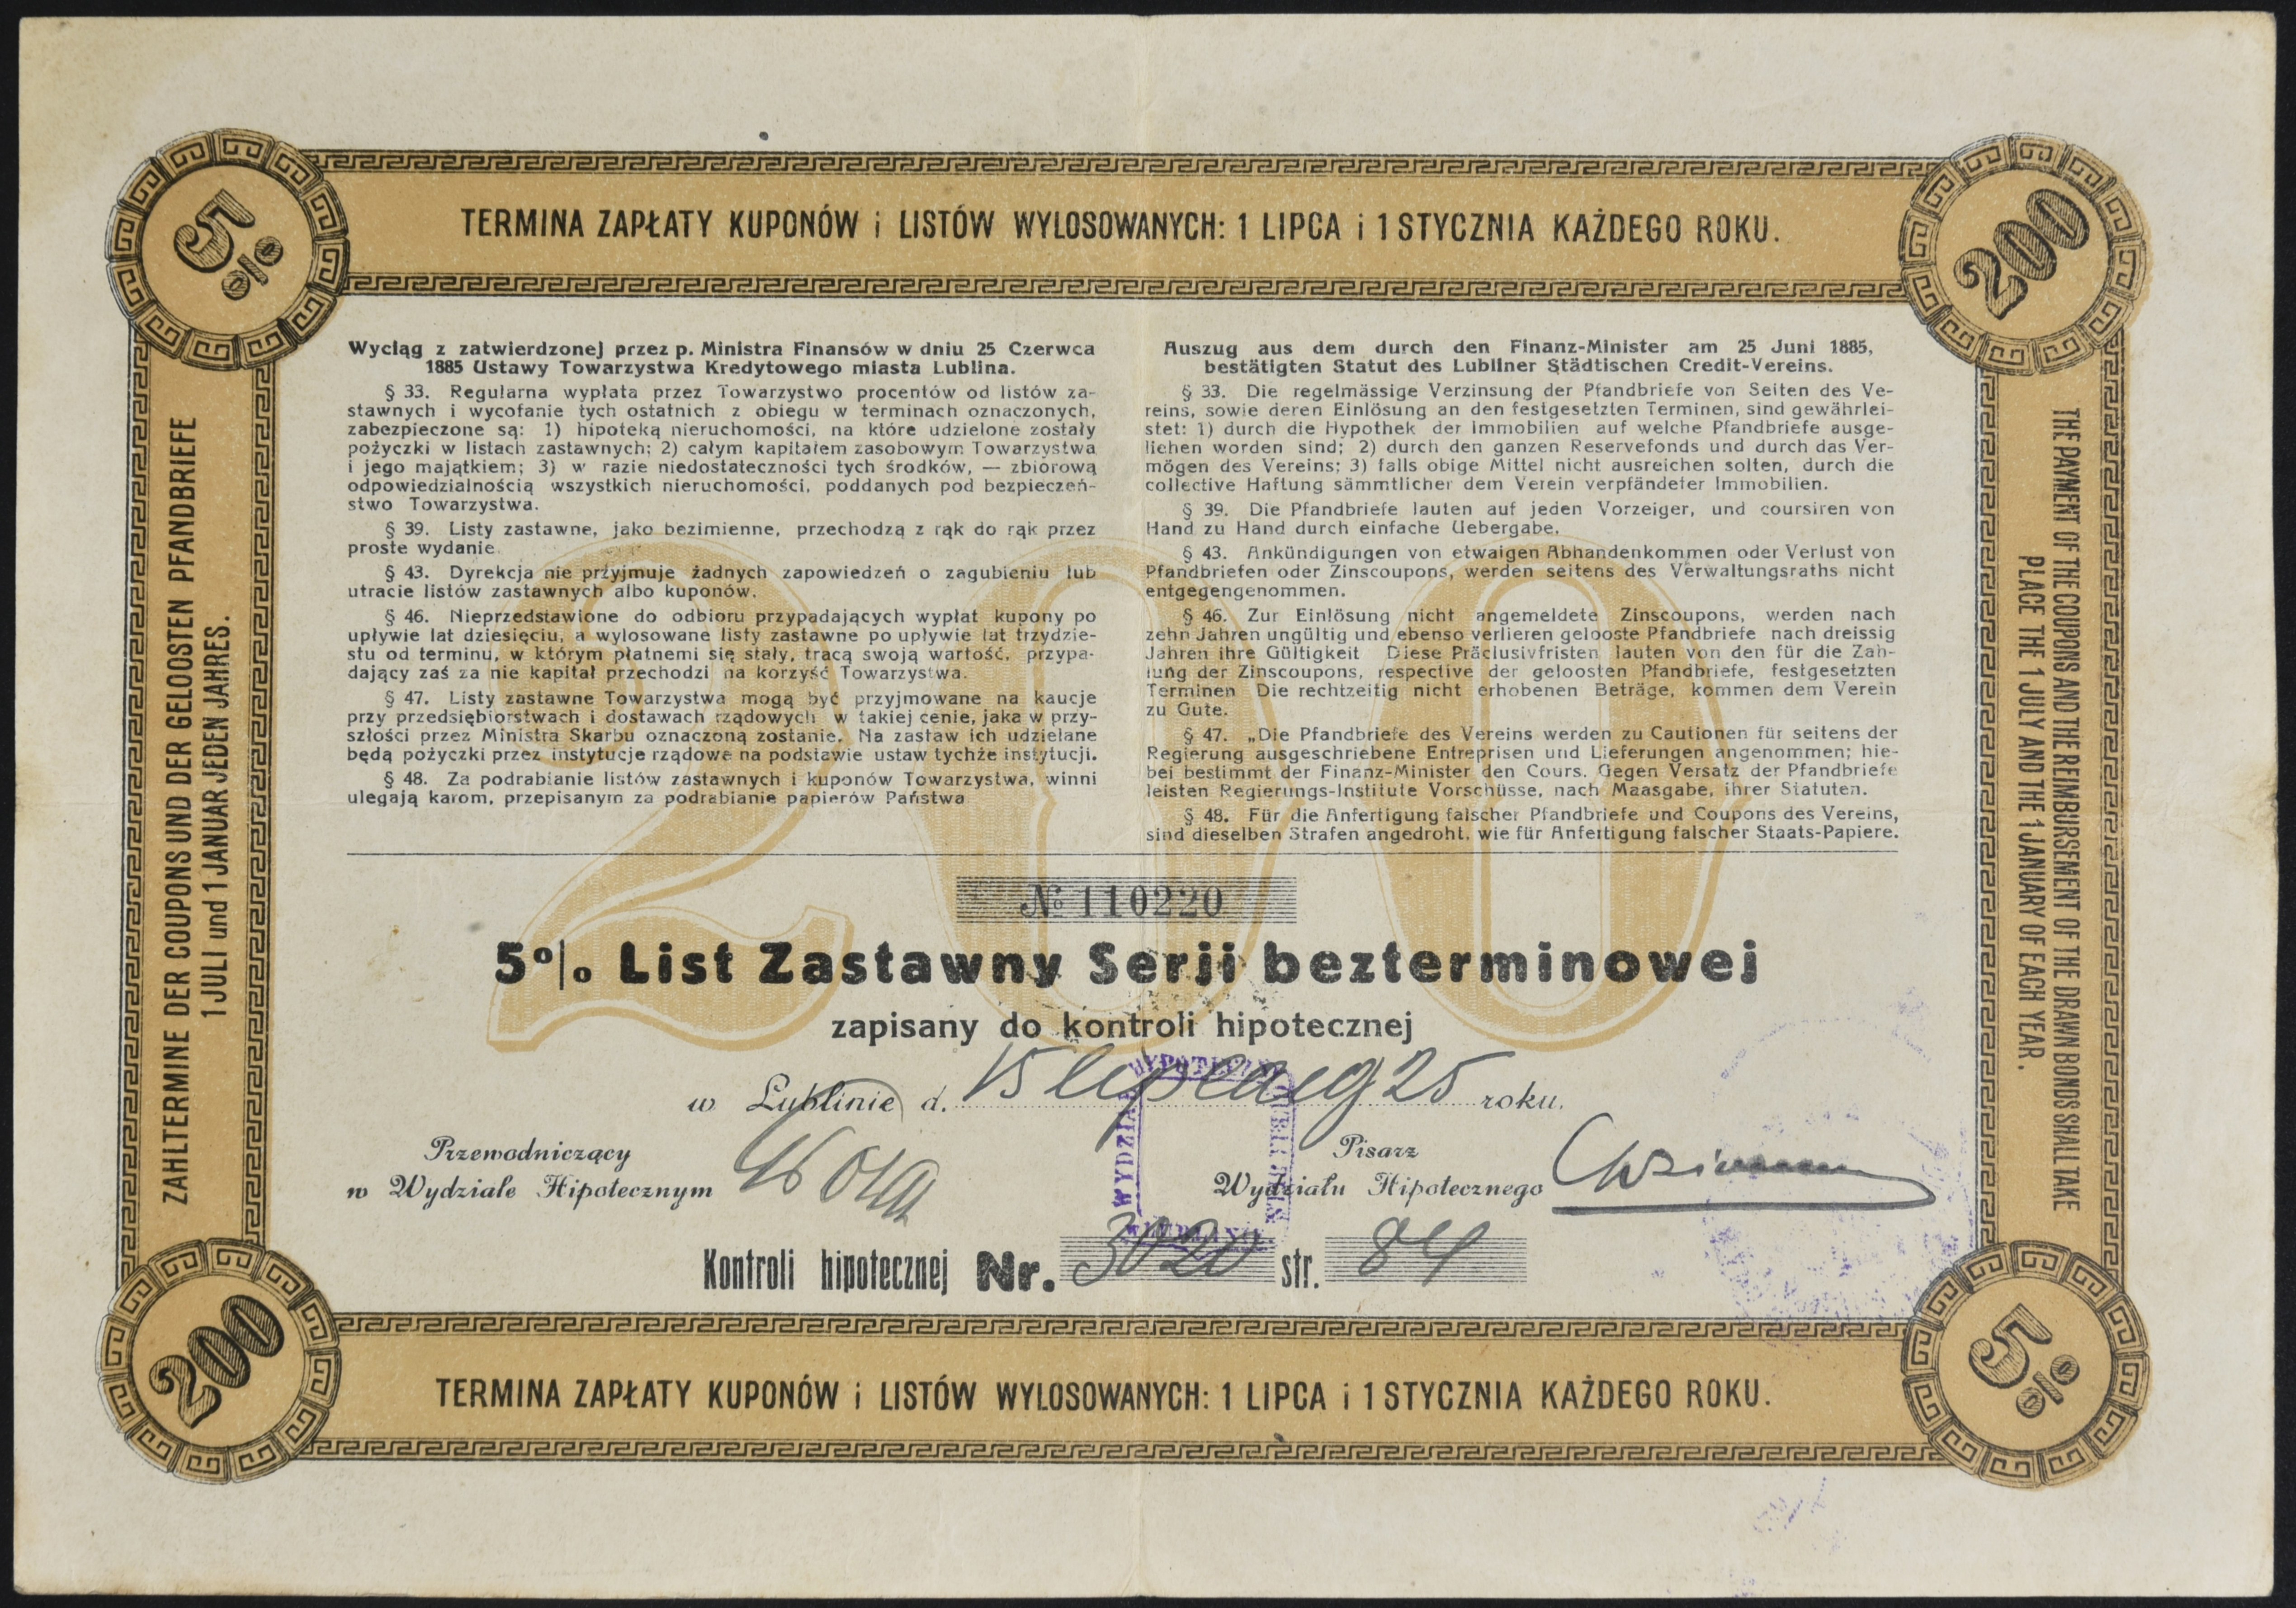 TERMINA ZAPŁATY KUPONÓW i LISTÓW WYLOSOWANYCH: 1 LIPCA i 1 STYCZNIA KAŻDEGO ROKU.
5%
200
ZAHLTERMINE DER COUPONS UND DER GELOOSTEN PFANDBRIEFE
1 JULI und 1 JANUAR JEDEN JAHRES.
Wyciąg z zatwierdzonej przez p. Ministra Finansów w dniu 25 Czerwca
1885 Ustawy Towarzystwa Kredytowego miasta Lublina.
§ 33. Regularna wypłata przez Towarzystwo procentów od listów za-
stawnych i wycofanie tych ostatnich z obiegu w terminach oznaczonych,
zabezpieczone są: 1) hipoteką nieruchomości, na które udzielone zostały
pożyczki w listach zastawnych; 2) całym kapitałem zasobowym Towarzystwa
i jego majątkiem; 3) w razie niedostateczności tych środków, — zbiorową
odpowiedzialnością wszystkich nieruchomości, poddanych pod bezpieczeń-
stwo Towarzystwa.
§ 39. Listy zastawne, jako bezimienne, przechodzą z rąk do rąk przez
proste wydanie.
§ 43. Dyrekcja nie przyjmuje żadnych zapowiedzeń o zagubieniu lub
utracie listów zastawnych albo kuponów.
§ 46. Nieprzedstawione do odbioru przypadających wypłat kupony po
upływie lat dziesięciu, a wylosowane listy zastawne po upływie lat trzydzie-
stu od terminu, w którym płatnemi się stały, tracą swoją wartość, przypa-
dający zaś za nie kapitał przechodzi na korzyść Towarzystwa.
§ 47. Listy zastawne Towarzystwa mogą być przyjmowane na kaucje
przy przedsiębiorstwach i dostawach rządowych w takiej cenie, jaka w przy-
szłości przez Ministra Skarbu oznaczoną zostanie. Na zastaw ich udzielane
będą pożyczki przez instytucje rządowe na podstawie ustaw tychże instytucji.
§ 48. Za podrabianie listów zastawnych i kuponów Towarzystwa, winni
ulegają karom, przepisanym za podrabianie papierów Państwa
Auszug aus dem durch den Finanz-Minister am 25 Juni 1885,
bestätigten Statut des Lubliner Städtischen Credit-Vereins.
§ 33. Die regelmässige Verzinsung der Pfandbriefe von Seiten des Ve-
reins, sowie deren Einlösung an den festgesetzten Terminen, sind gewährlei-
stet: 1) durch die Hypothek der Immobilien auf welche Pfandbriefe ausge-
liehen worden sind; 2) durch den ganzen Reservefonds und durch das Ver-
mögen des Vereins; 3) falls obige Mittel nicht ausreichen solten, durch die
collective Haftung sämmtlicher dem Verein verpfändeter Immobilien.
§ 39. Die Pfandbriefe lauten auf jeden Vorzeiger, und coursiren von
Hand zu Hand durch einfache Uebergabe.
§ 43. Ankündigungen von etwaigen Abhandenkommen oder Verlust von
Pfandbriefen oder Zinscoupons, werden seitens des Verwaltungsraths nicht
entgegengenommen.
§ 46. Zur Einlösung nicht angemeldete Zinscoupons, werden nach
zehn Jahren ungültig und ebenso verlieren gelooste Pfandbriefe nach dreissig
Jahren ihre Gültigkeit Diese Präclusivfristen lauten von den für die Zah-
lung der Zinscoupons, respective der geloosten Pfandbriefe, festgesetzten
Terminen Die rechtzeitig nicht erhobenen Beträge, kommen dem Verein
zu Gute.
§ 47. „Die Pfandbriefe des Vereins werden zu Cautionen für seitens der
Regierung ausgeschriebene Entreprisen und Lieferungen angenommen; hie-
bei bestimmt der Finanz-Minister den Cours. Gegen Versatz der Pfandbriefe
leisten Regierungs-Institute Vorschüsse, nach Maasgabe, ihrer Statuten.
§ 48. Für die Anfertigung falscher Pfandbriefe und Coupons des Vereins,
sind dieselben Strafen angedroht, wie für Anfertigung falscher Staats-Papiere.
THE PAYMENT OF THE COUPONS AND THE REIMBURSEMENT OF THE DRAWN BONDS SHALL TAKE
PLACE THE 1 JULY AND THE 1 JANUARY OF EACH YEAR.
200
№ 110220
5% List Zastawny Serji bezterminowej
zapisany do kontroli hipotecznej
w Lublinie d. 15 lipca 1925 roku.
Przewodniczący
w Wydziale Hipotecznym
Pisarz
Wydziału Hipotecznego
WYDZIAŁ
Kontroli hipotecznej Nr. 3020 str. 84
200
5%
TERMINA ZAPŁATY KUPONÓW i LISTÓW WYLOSOWANYCH: 1 LIPCA i 1 STYCZNIA KAŻDEGO ROKU.